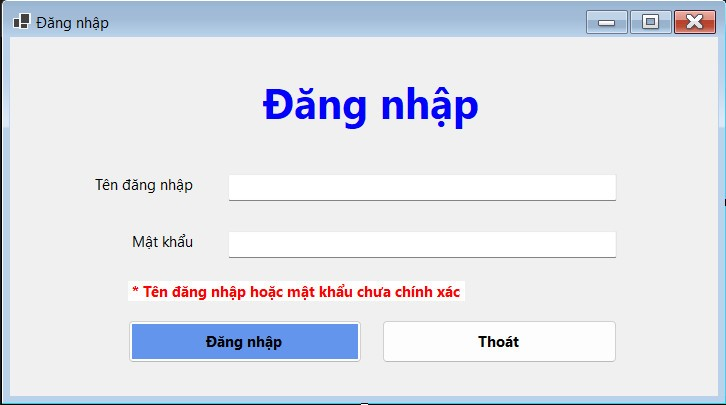 Đăng nhập
Đăng nhập
Tên đăng nhập
Mật khẩu
* Tên đăng nhập hoặc mật khẩu chưa chính xác
Đăng nhập
Thoát